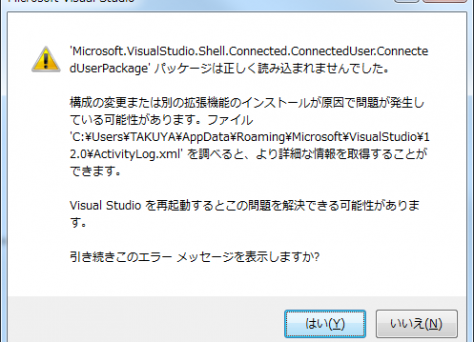 Microsoft Visual Studio
'Microsoft.VisualStudio.Shell.Connected.ConnectedUser.Connecte
dUserPackage' パッケージは正しく読み込まれませんでした。
構成の変更または別の拡張機能のインストールが原因で問題が発生し
ている可能性があります。ファイル
'C:¥Users¥TAKUYA¥AppData¥Roaming¥Microsoft¥VisualStudio¥1
2.0¥ActivityLog.xml' を調べると、より詳細な情報を取得することが
できます。
Visual Studio を再起動するとこの問題を解決できる可能性がありま
す。
引き続きこのエラー メッセージを表示しますか?
はい(Y)
いいえ(N)